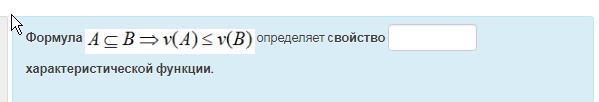 Формула A ⊆ B ⇒ v(A) ≤ v(B) определяет свойство
характеристической функции.